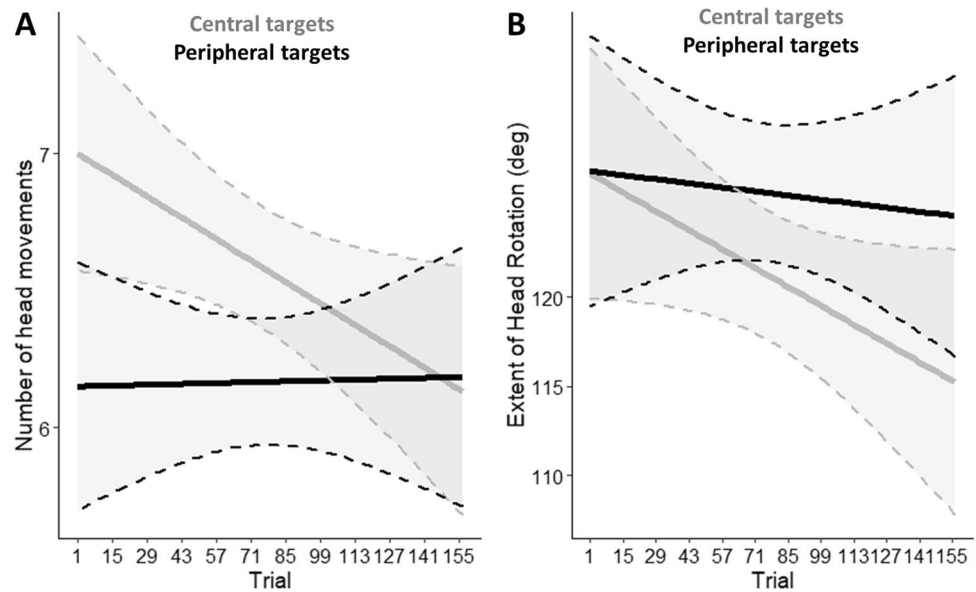 A
Central targets
Peripheral targets
Number of head movements
7
6
1 15 29 43 57 71 85 99 113 127 141 155
Trial
B
Central targets
Peripheral targets
Extent of Head Rotation (deg)
120
115
110
1 15 29 43 57 71 85 99 113 127 141 155
Trial